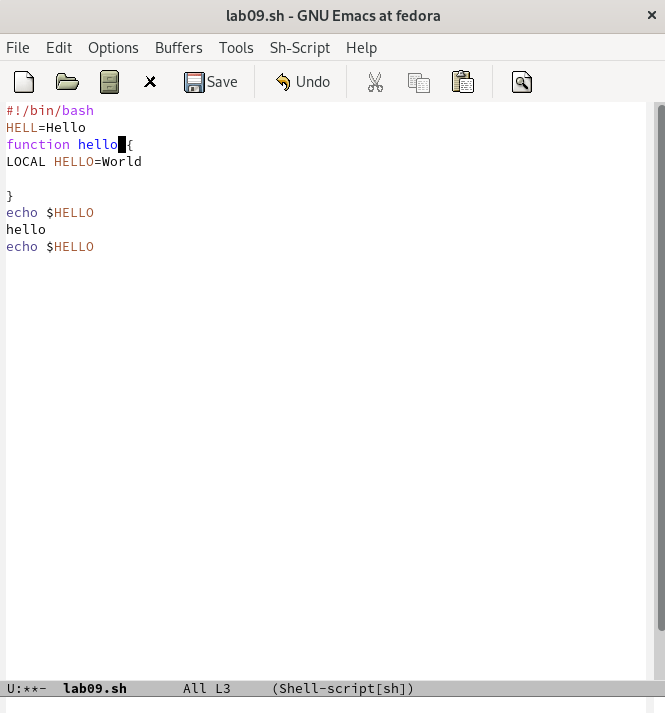 lab09.sh - GNU Emacs at fedora ×
File Edit Options Buffers Tools Sh-Script Help
Save Undo
#!/bin/bash
HELL=Hello
function hello {
LOCAL HELLO=World
}
echo $HELLO
hello
echo $HELLO
U:**- lab09.sh All L3 (Shell-script[sh])